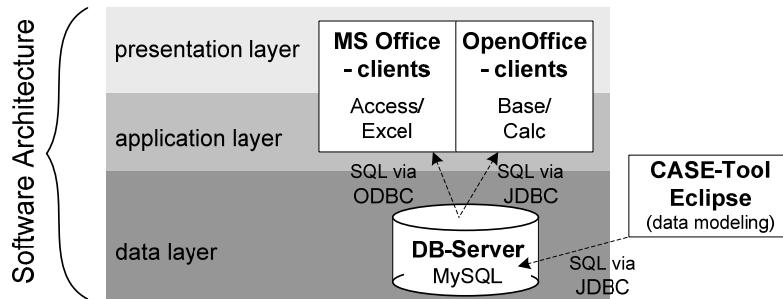 Software Architecture
presentation layer
application layer
data layer
MS Office
- clients
Access/
Excel
OpenOffice
- clients
Base/
Calc
SQL via
ODBC
SQL via
JDBC
DB-Server
MySQL
CASE-Tool
Eclipse
(data modeling)
SQL via
JDBC